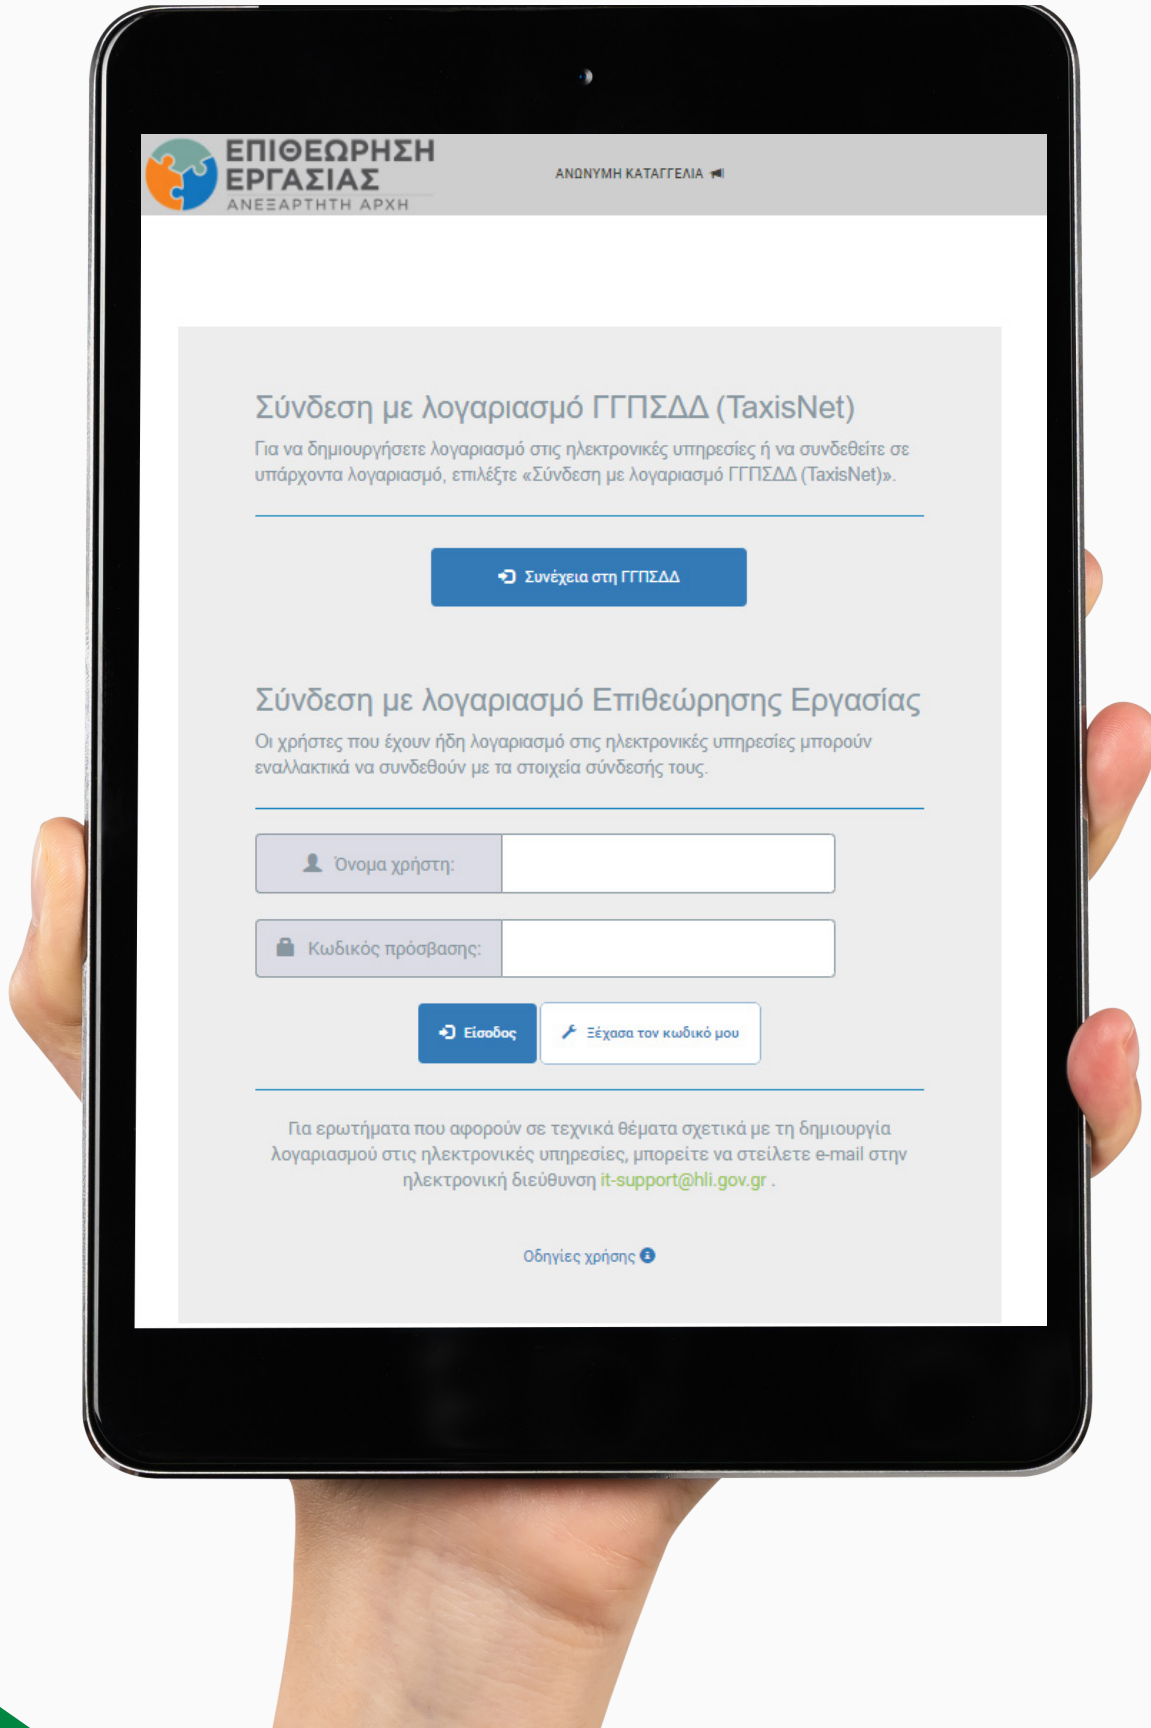 ΕΠΙΘΕΩΡΗΣΗ
ΕΡΓΑΣΙΑΣ
ΑΝΕΞΑΡΤΗΤΗ ΑΡΧΗ
ΑΝΩΝΥΜΗ ΚΑΤΑΓΓΕΛΙΑ
Σύνδεση με λογαριασμό ΓΓΠΣΔΔ (TaxisNet)
Για να δημιουργήσετε λογαριασμό στις ηλεκτρονικές υπηρεσίες ή να συνδεθείτε σε
υπάρχοντα λογαριασμό, επιλέξτε «Σύνδεση με λογαριασμό ΓΓΠΣΔΔ (TaxisNet)».
Συνέχεια στη ΓΓΠΣΔΔ
Σύνδεση με λογαριασμό Επιθεώρησης Εργασίας
Οι χρήστες που έχουν ήδη λογαριασμό στις ηλεκτρονικές υπηρεσίες μπορούν
εναλλακτικά να συνδεθούν με τα στοιχεία σύνδεσής τους.
Όνομα χρήστη:
Κωδικός πρόσβασης:
Είσοδος
Ξέχασα τον κωδικό μου
Για ερωτήματα που αφορούν σε τεχνικά θέματα σχετικά με τη δημιουργία
λογαριασμού στις ηλεκτρονικές υπηρεσίες, μπορείτε να στείλετε e-mail στην
ηλεκτρονική διεύθυνση it-support@hli.gov.gr .
Οδηγίες χρήσης